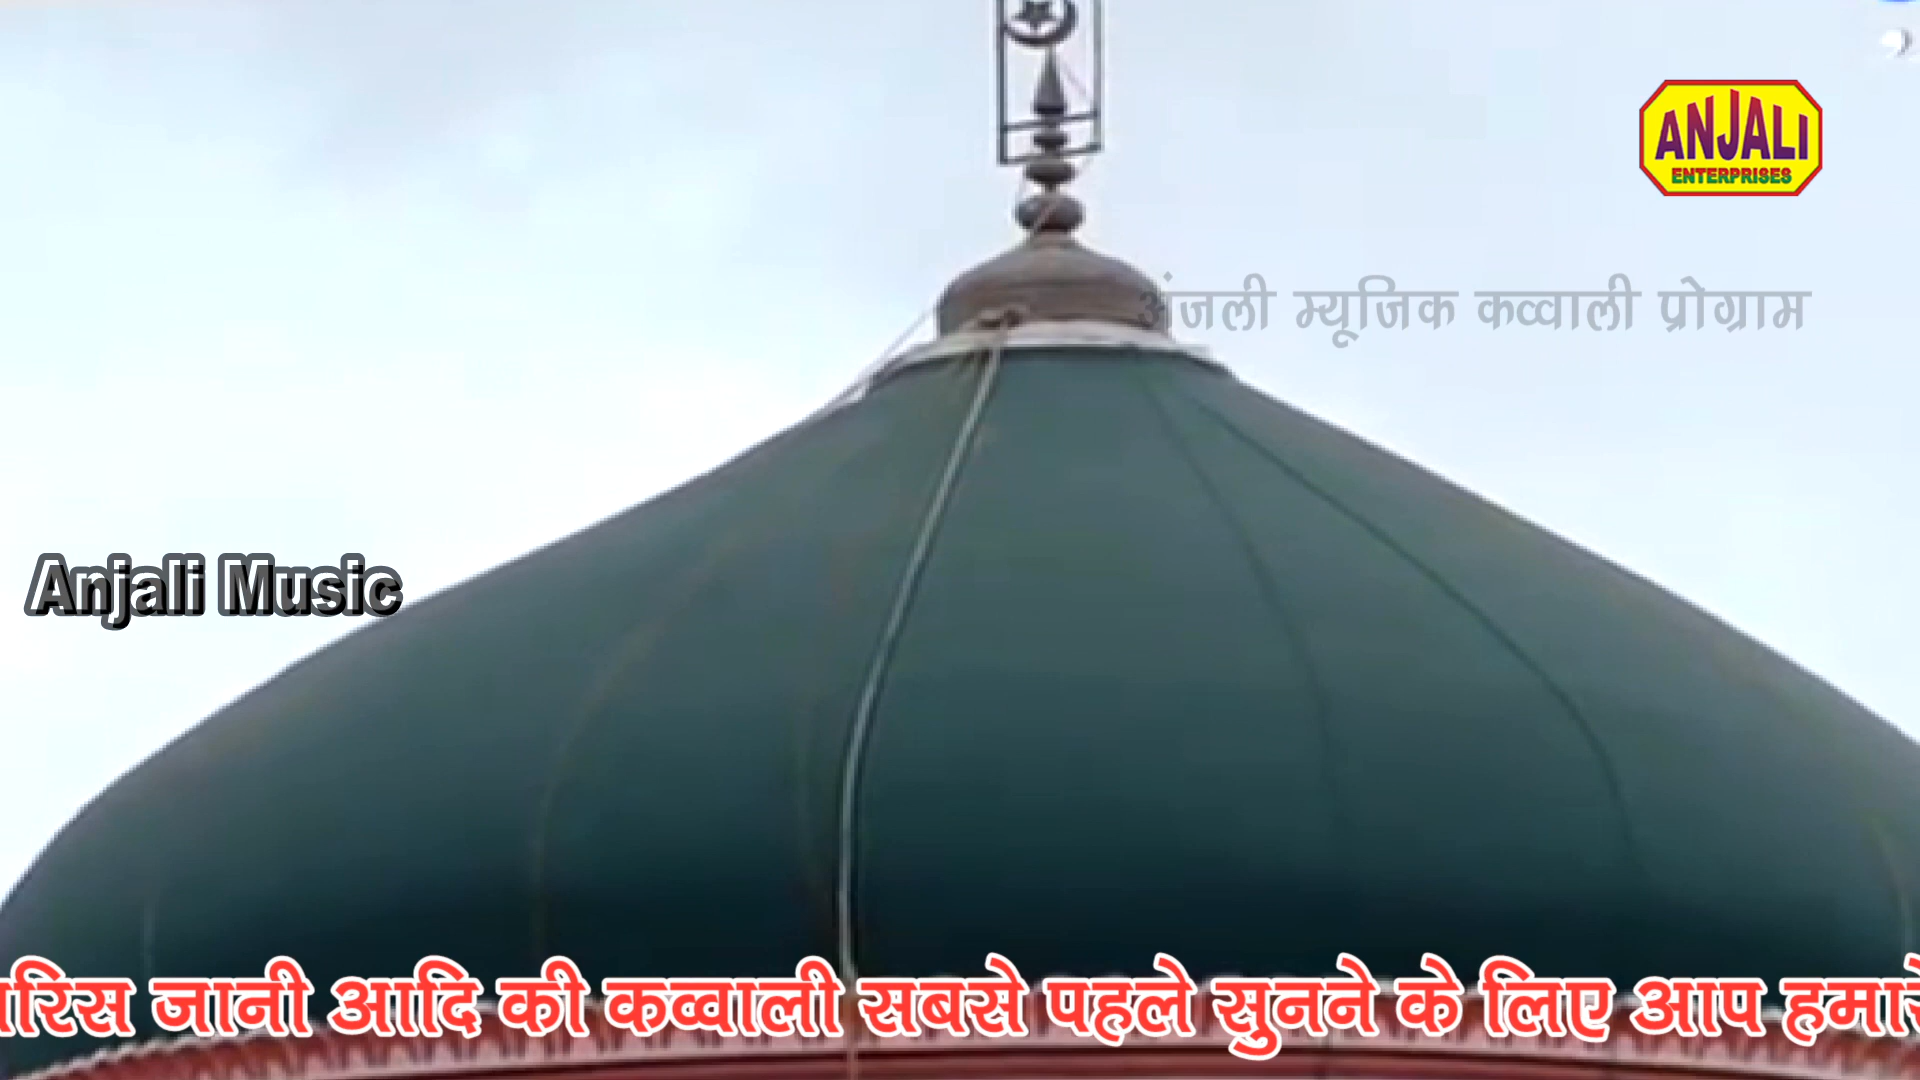 ANJALI
ENTERPRISES
अंजली म्यूजिक कव्वाली प्रोग्राम
Anjali Music
जानी आदि की कव्वाली सबसे पहले सुनने के लिए आप हमारे